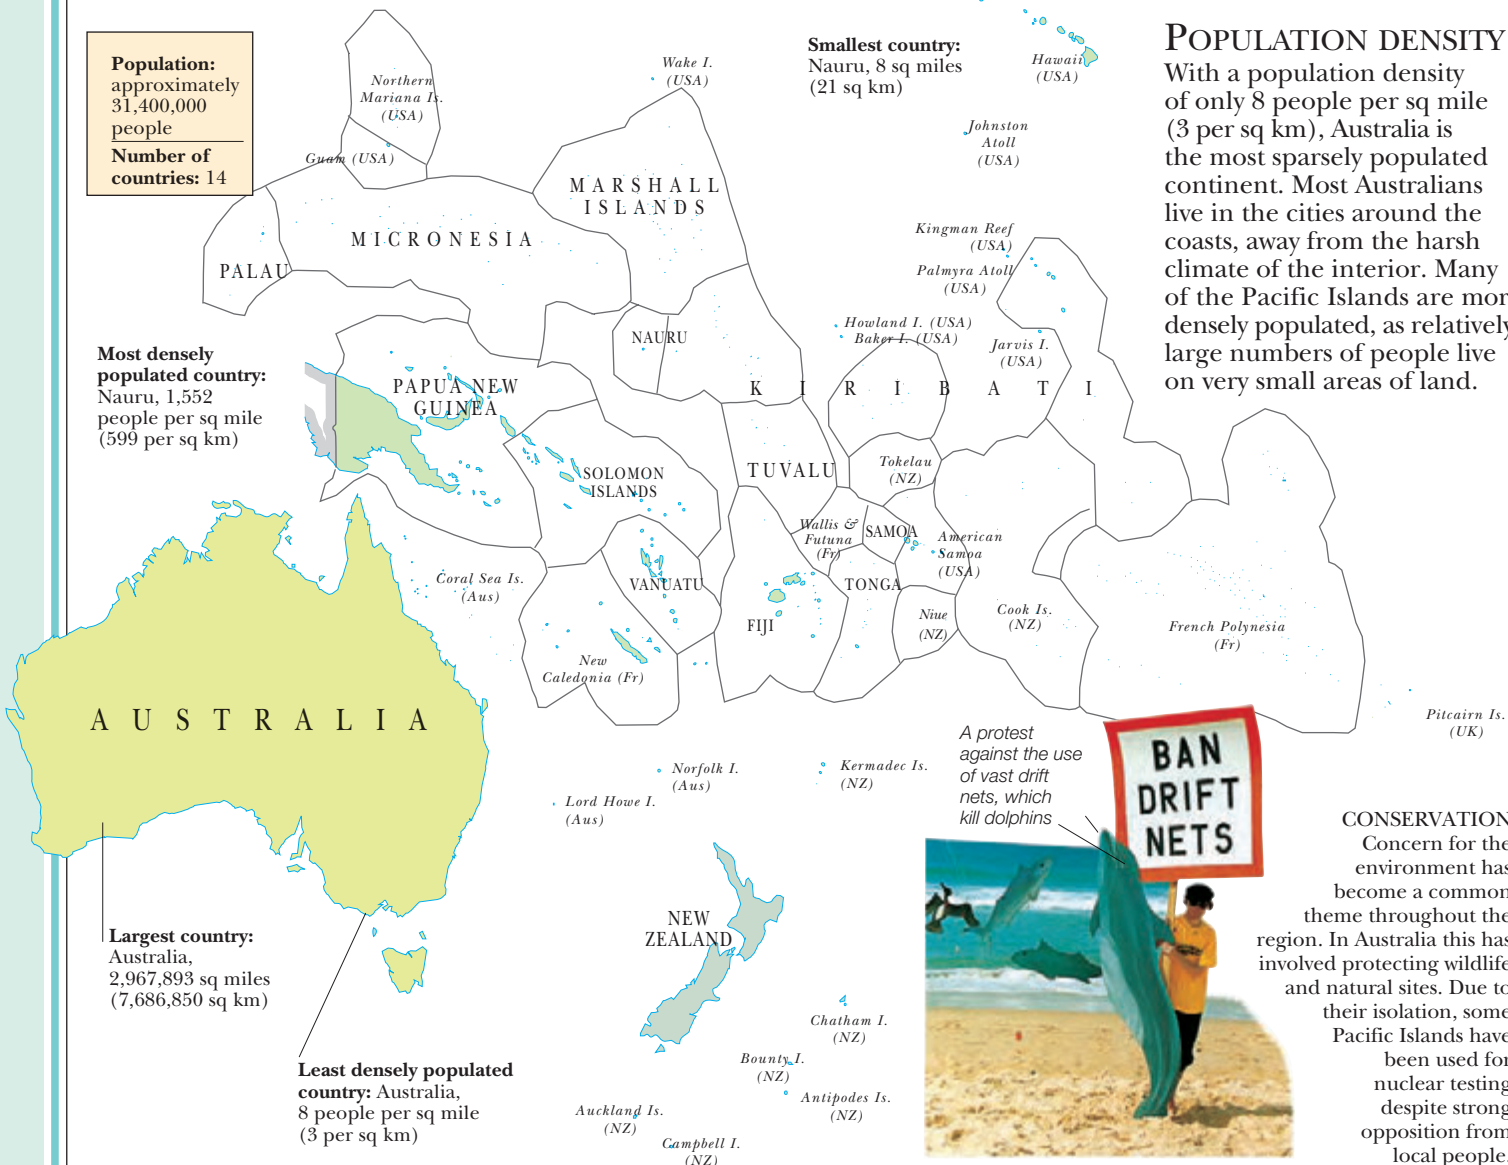 Population:
approximately
31,400,000
people
Number of
countries: 14
Northern
Mariana Is.
(USA)
Guam (USA)
Wake I.
(USA)
Smallest country:
Nauru, 8 sq miles
(21 sq km)
Hawaii
(USA)
Johnston
Atoll
(USA)
POPULATION DENSITY
With a population density
of only 8 people per sq mile
(3 per sq km), Australia is
the most sparsely populated
continent. Most Australians
live in the cities around the
coasts, away from the harsh
climate of the interior. Many
of the Pacific Islands are mor
densely populated, as relatively
large numbers of people live
on very small areas of land.
MARSHALL
ISLANDS
MICRONESIA
PALAU
Kingman Reef
(USA)
Palmyra Atoll
(USA)
Howland I. (USA)
Baker I. (USA)
Jarvis I.
(USA)
NAURU
KIRIBATI
Most densely
populated country:
Nauru, 1,552
people per sq mile
(599 per sq km)
PAPUA NEW
GUINEA
SOLOMON
ISLANDS
TUVALU
Tokelau
(NZ)
Wallis &
Futuna
(Fr)
SAMOA
American
Samoa
(USA)
Coral Sea Is.
(Aus)
VANUATU
TONGA
FIJI
Niue
(NZ)
Cook Is.
(NZ)
French Polynesia
(Fr)
New
Caledonia (Fr)
Pitcairn Is.
(UK)
AUSTRALIA
Norfolk I.
(Aus)
Lord Howe I.
(Aus)
Kermadec Is.
(NZ)
A protest
against the use
of vast drift
nets, which
kill dolphins
BAN
DRIFT
NETS
CONSERVATION
Concern for the
environment has
become a common
theme throughout the
region. In Australia this has
involved protecting wildlife
and natural sites. Due to
their isolation, some
Pacific Islands have
been used for
nuclear testing
despite strong
opposition from
local people.
NEW
ZEALAND
Largest country:
Australia,
2,967,893 sq miles
(7,686,850 sq km)
Least densely populated
country: Australia,
8 people per sq mile
(3 per sq km)
Chatham I.
(NZ)
Bounty I.
(NZ)
Antipodes Is.
(NZ)
Auckland Is.
(NZ)
Campbell I.
(NZ)